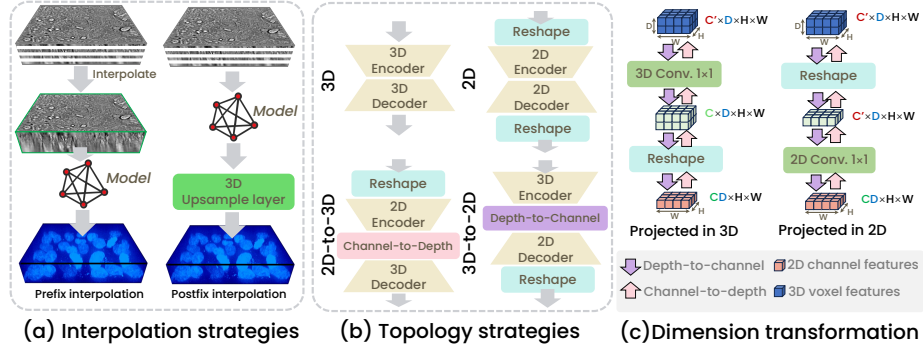 Interpolate
Model
Model
3D
Upsample layer
Prefix interpolation
Postfix interpolation
(a) Interpolation strategies
3D
3D
Encoder
3D
Decoder
2D
Reshape
2D
Encoder
2D
Decoder
Reshape
2D-to-3D
Reshape
2D
Encoder
Channel-to-Depth
3D
Decoder
3D-to-2D
3D
Encoder
Depth-to-Channel
2D
Decoder
Reshape
(b) Topology strategies
D
W
H
C'×D×H×W
3D Conv. 1×1
C×D×H×W
Reshape
CD×H×W
W
H
Projected in 3D
D
W
H
C'×D×H×W
Reshape
C'×D×H×W
2D Conv. 1×1
CD×H×W
W
H
Projected in 2D
Depth-to-channel
2D channel features
Channel-to-depth
3D voxel features
(c)Dimension transformation